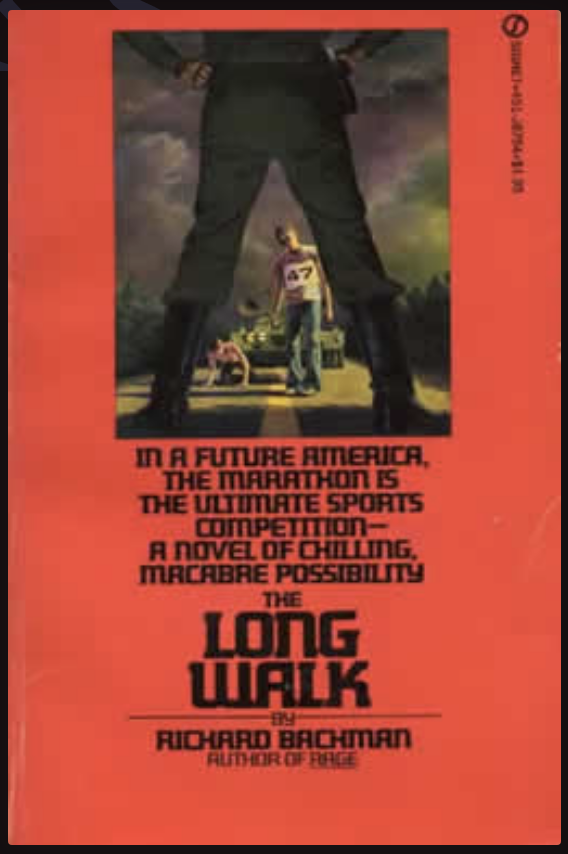 47
IN A FUTURE AMERICA,
THE MARATHON IS
THE ULTIMATE SPORTS
COMPETITION—
A NOVEL OF CHILLING,
MACABRE POSSIBILITY
THE
LONG
WALK
BY
RICHARD BACHMAN
AUTHOR OF RAGE